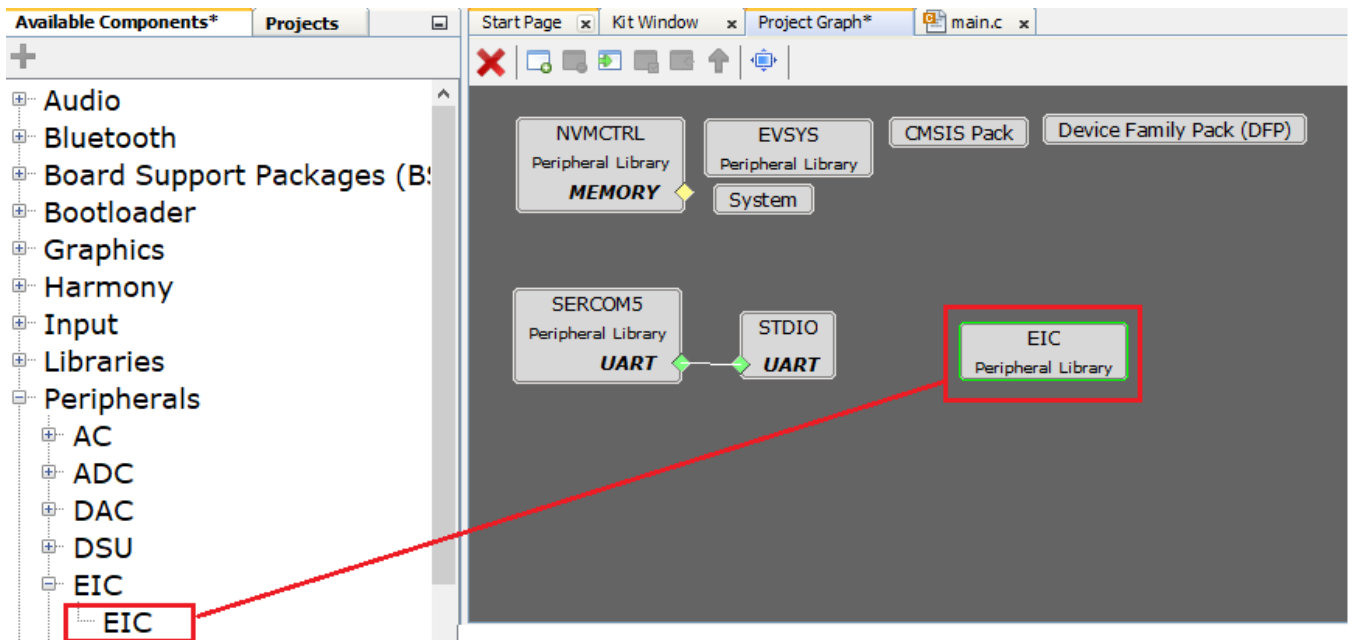 Available Components*
Projects
Start Page
Kit Window
Project Graph*
main.c
Audio
Bluetooth
Board Support Packages (B
Bootloader
Graphics
Harmony
Input
Libraries
Peripherals
AC
ADC
DAC
DSU
EIC
EIC
NVMCTRL
Peripheral Library
MEMORY
EVSYS
Peripheral Library
System
CMSIS Pack
Device Family Pack (DFP)
SERCOM5
Peripheral Library
UART
STDIO
UART
EIC
Peripheral Library